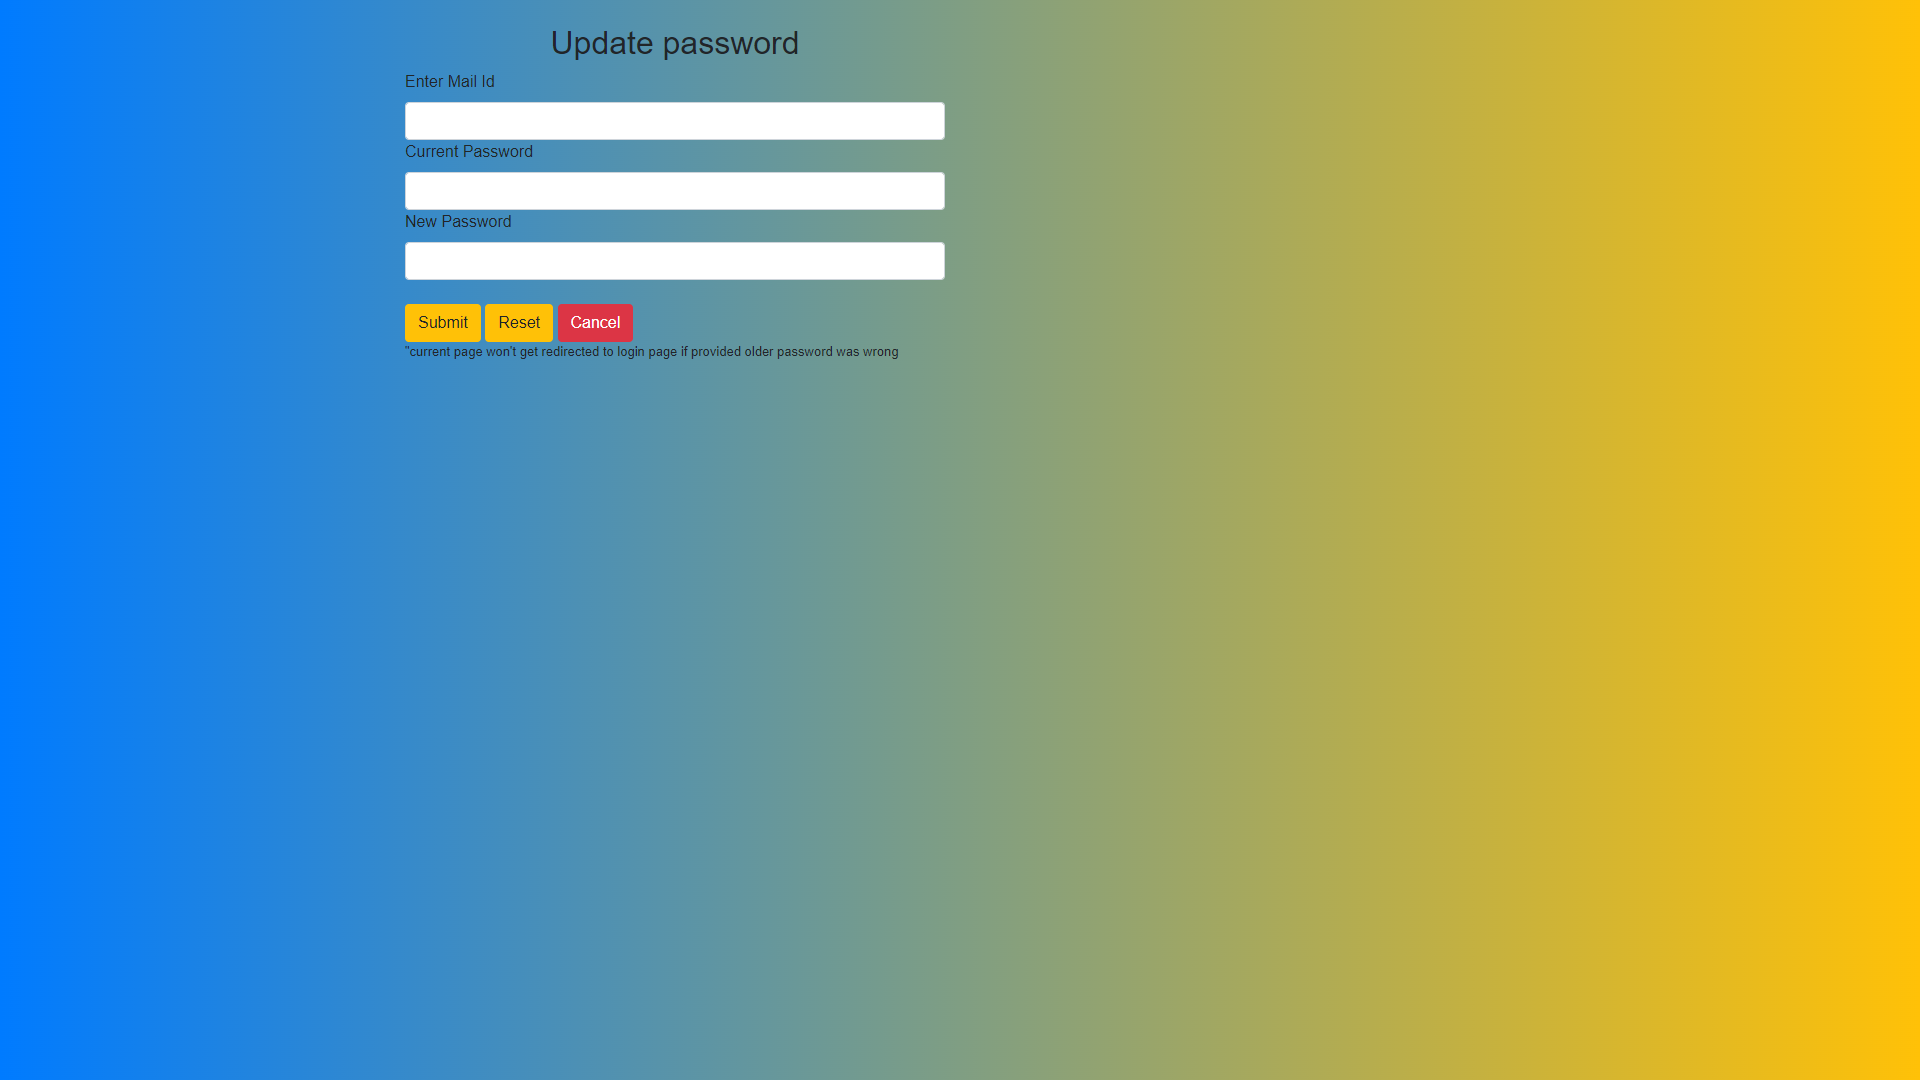 Update password
Enter Mail Id
Current Password
New Password
Submit Reset Cancel
"current page won't get redirected to login page if provided older password was wrong